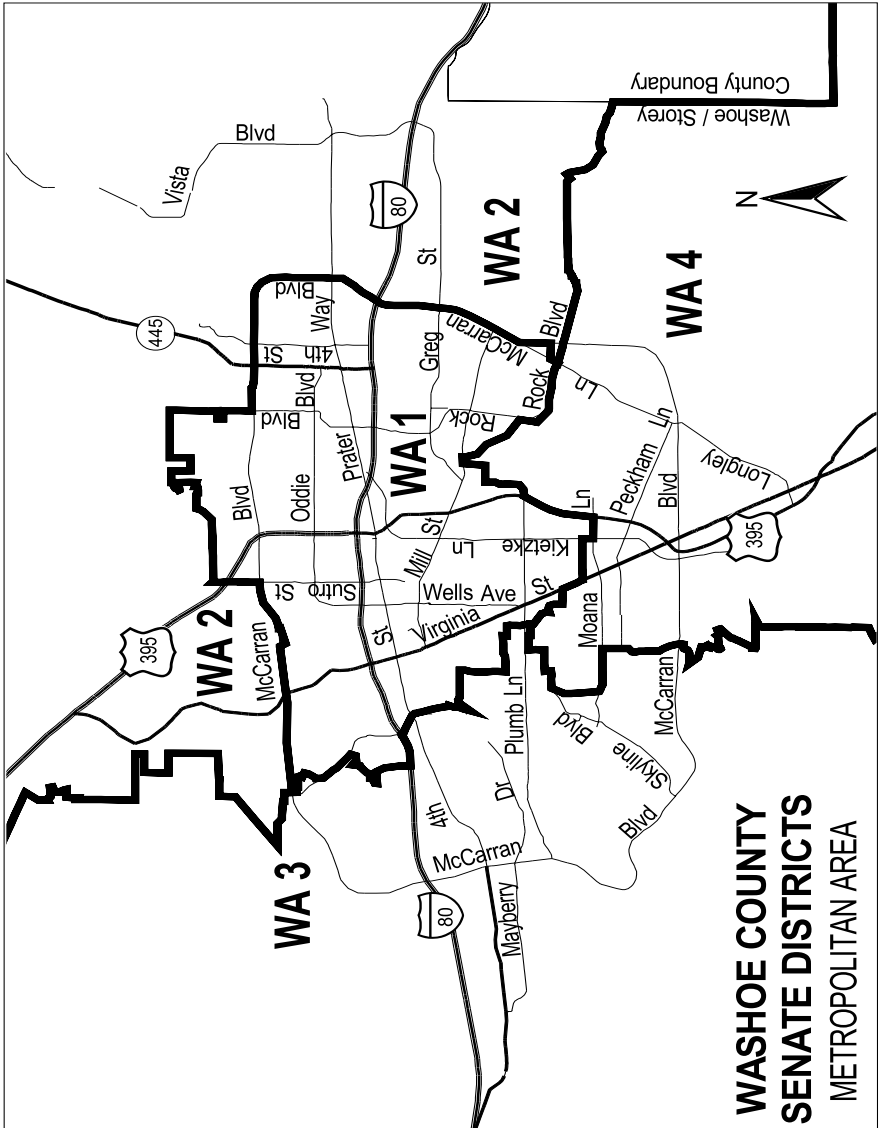 WASHOE COUNTY
SENATE DISTRICTS
METROPOLITAN AREA
WA 1
WA 2
WA 2
WA 3
WA 4
N
Washoe / Storey
County Boundary
80
80
395
395
445
Vista
Blvd
Blvd
Way
4th St
Blvd
Blvd
Oddie
Prater
Blvd
Sutro St
McCarran
Greg
St
McCarran
Blvd
Rock
Rock
Ln
Mill
St
Kietzke
Ln
Wells Ave
Virginia
St
St
Ln
Moana
Peckham
Ln
Blvd
Longley
McCarran
Plumb Ln
Blvd
Skyline
Blvd
Dr
4th
McCarran
Mayberry